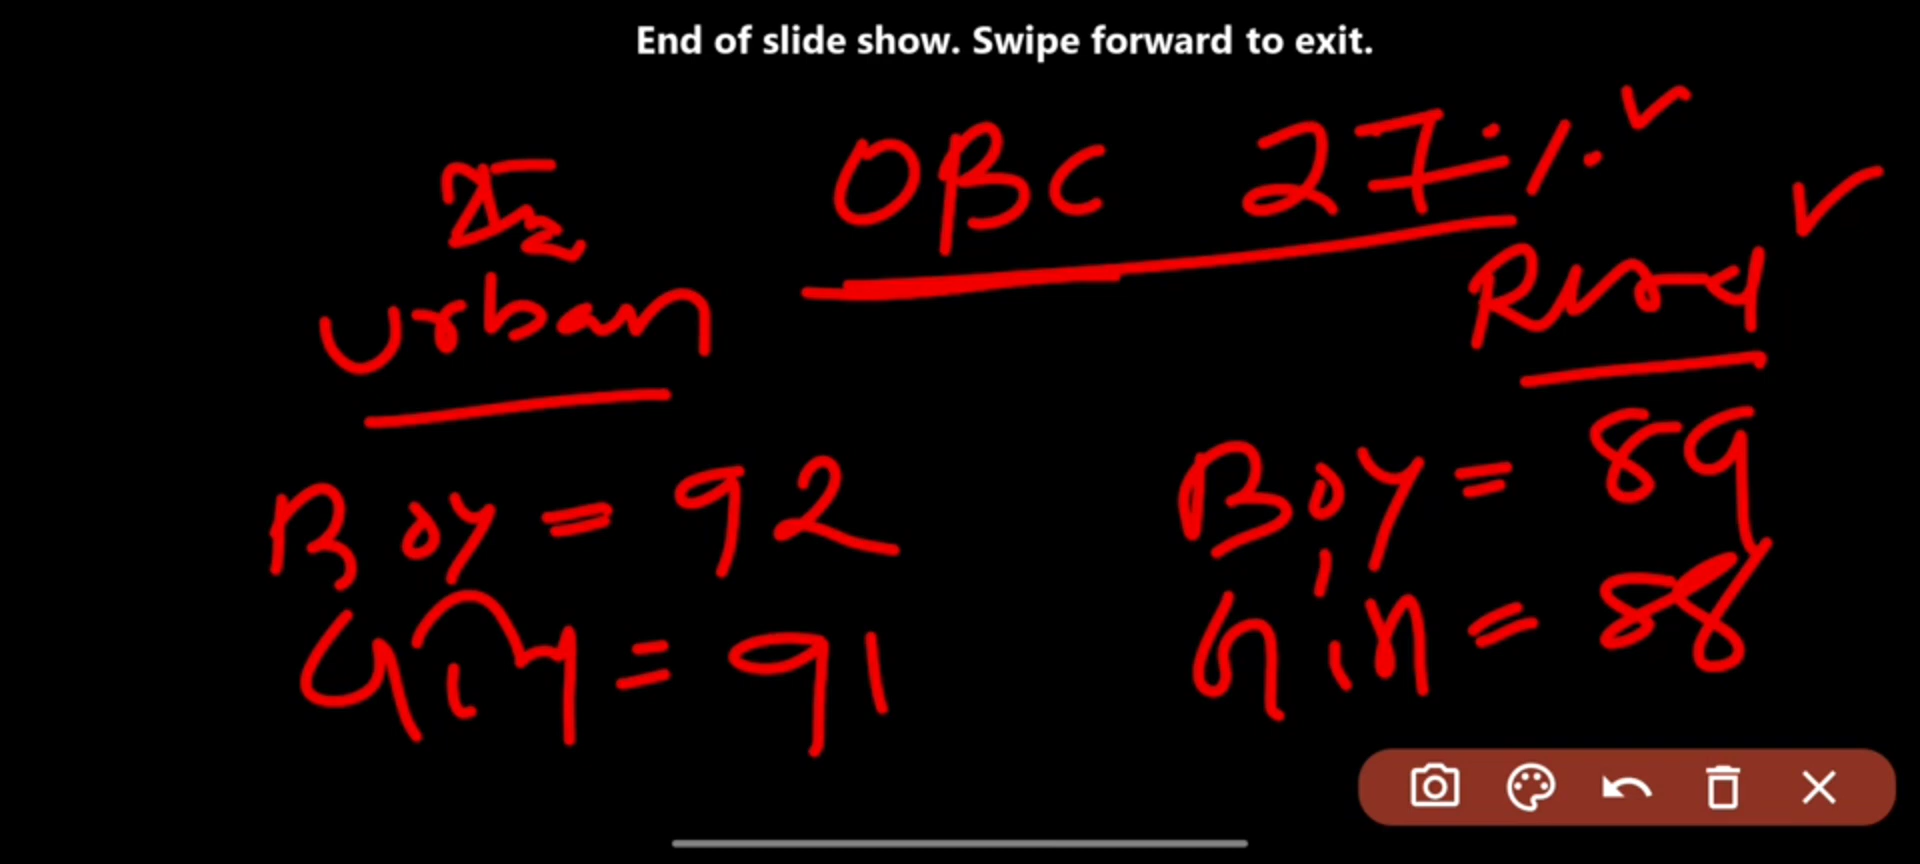 End of slide show. Swipe forward to exit.
OBC 27%.
Urban
Rural
Boy = 92
Boy = 89
Girl = 91
Girl = 88